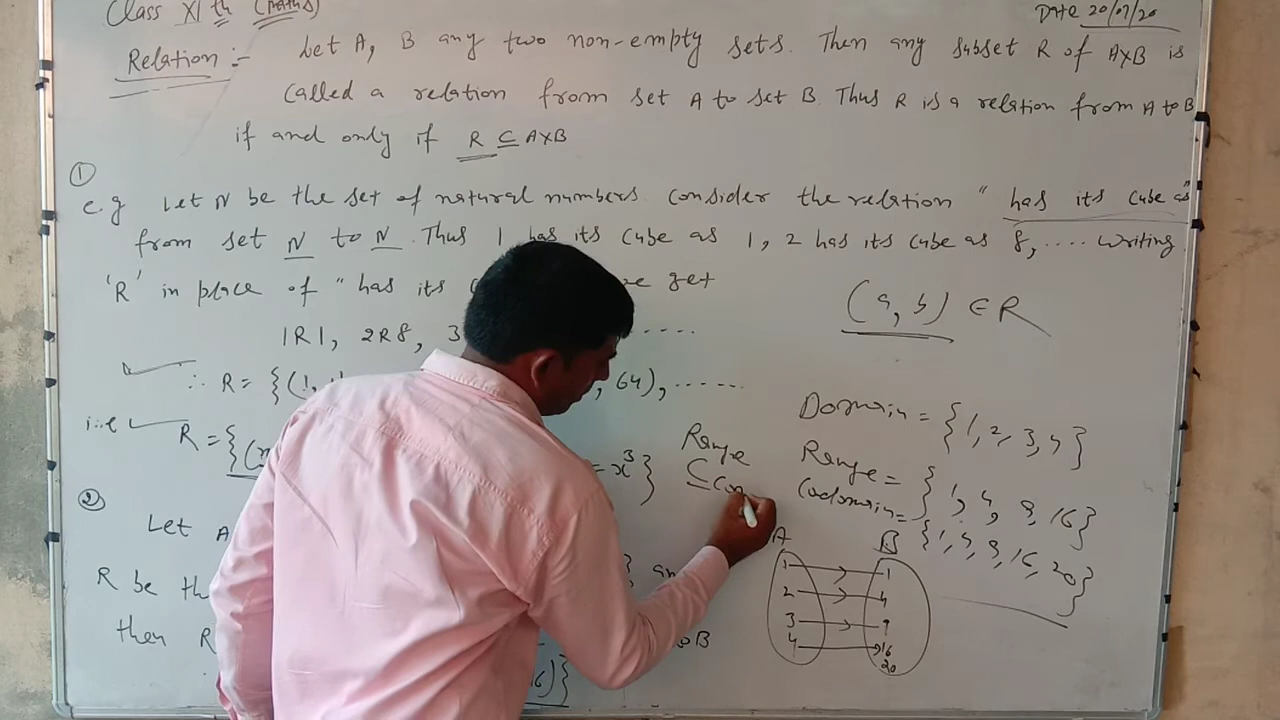 Class XIth (Maths)
Date 20/07/20
Relation :- Let A, B any two non-empty sets. Then any subset R of A×B is
called a relation from set A to set B. Thus R is a relation from A to B
if and only if R ⊆ A×B
①
e.g Let N be the set of natural numbers. Consider the relation "has its cube as"
from set N to N. Thus 1 has its cube as 1, 2 has its cube as 8, .... writing
'R' in place of "has its get
1R1, 2R8, 3 ......
∴ R = {(1, , 64), ......
i.e R = {( = x³}
②
Let A
R be the
then R B
16)}
(a, b) ∈ R
Domain = {1, 2, 3, 4}
Range = {1, 4, 9, 16}
Codomain = {1, 4, 9, 16, 20}
Range
⊆ Con
A B
1 1
2 4
3 9
4 16
20